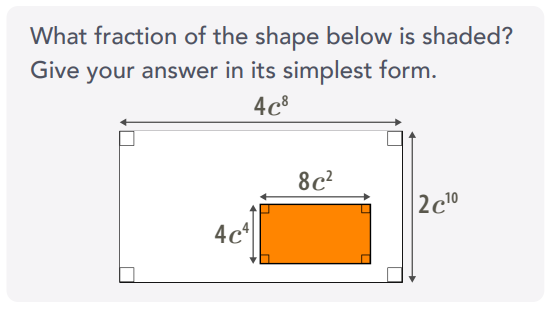 What fraction of the shape below is shaded?
Give your answer in its simplest form.
4c⁸
8c²
2c¹⁰
4c⁴